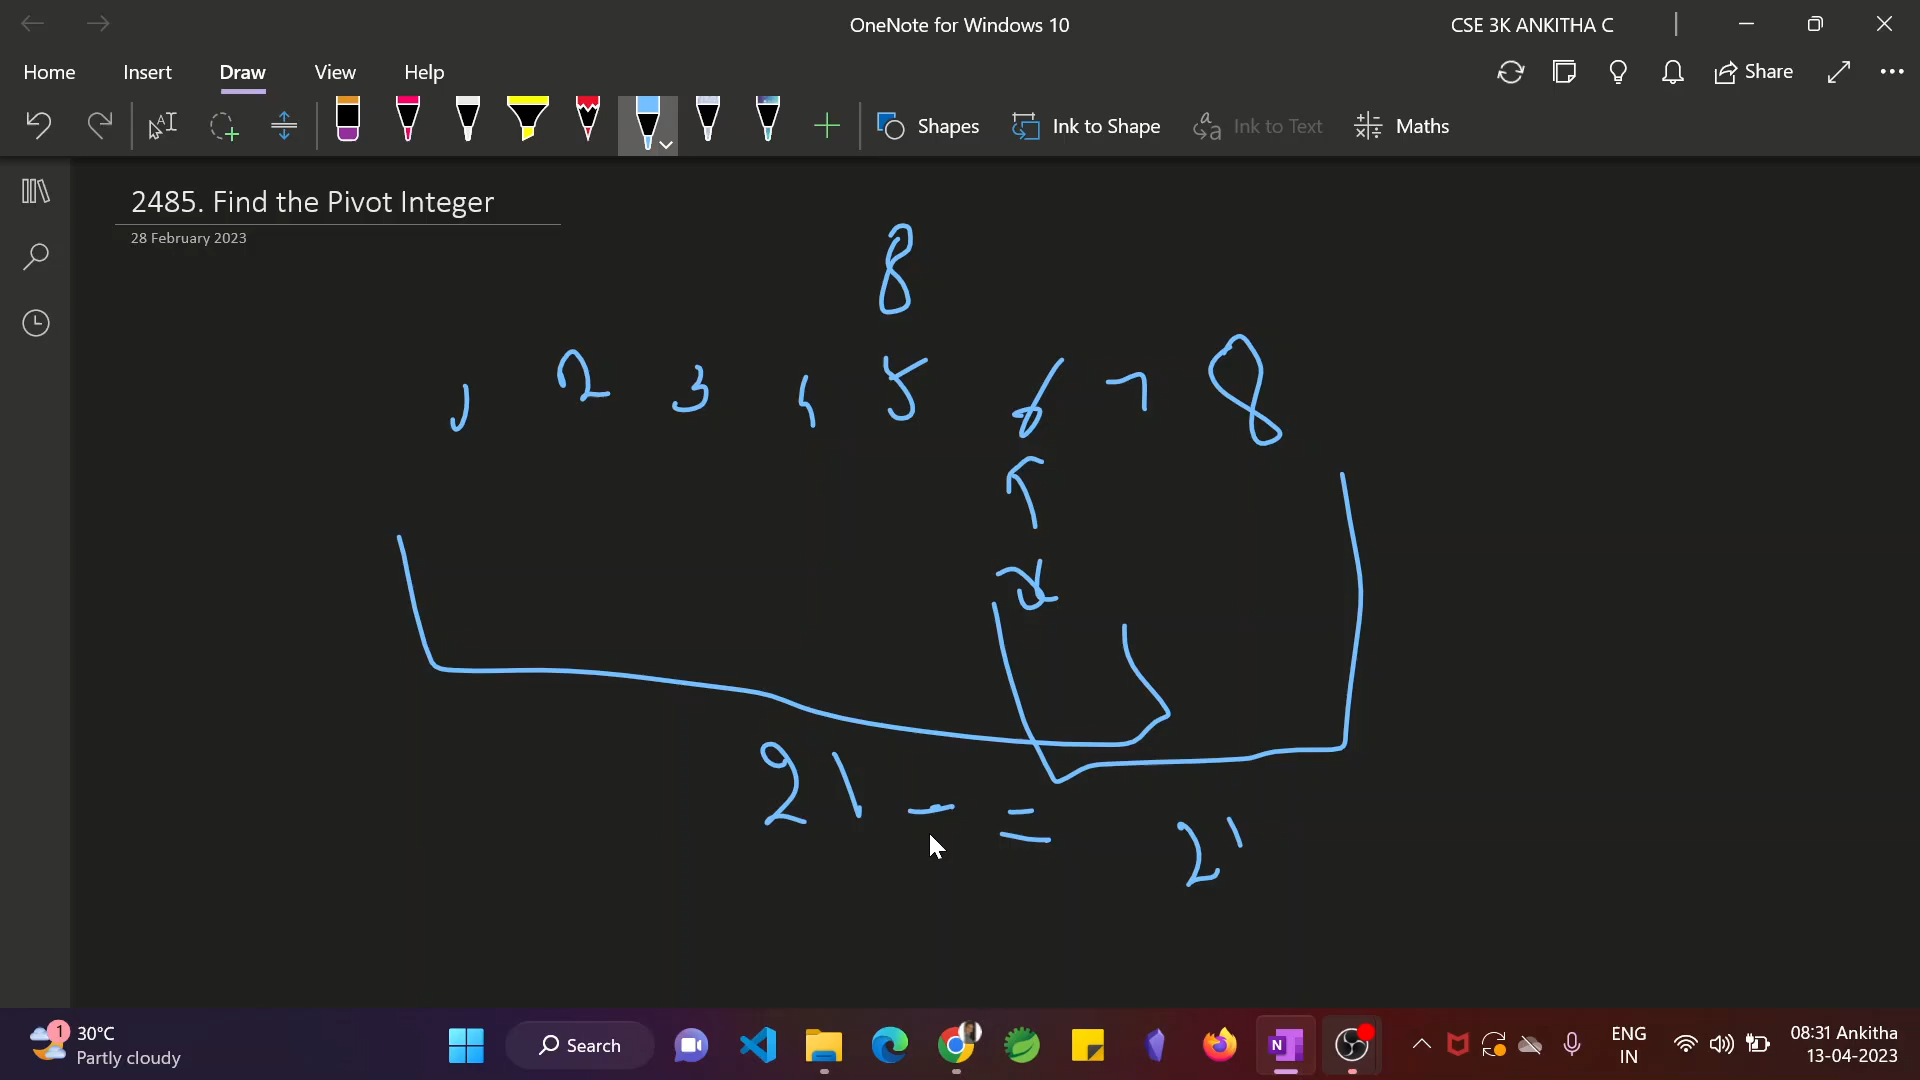 OneNote for Windows 10
CSE 3K ANKITHA C
Home Insert Draw View Help
Share
Shapes Ink to Shape Ink to Text Maths
2485. Find the Pivot Integer
28 February 2023
8
1 2 3 4 5 6 7 8
x
21 == 21
1 30°C
Partly cloudy
Search
ENG
IN
08:31 Ankitha
13-04-2023